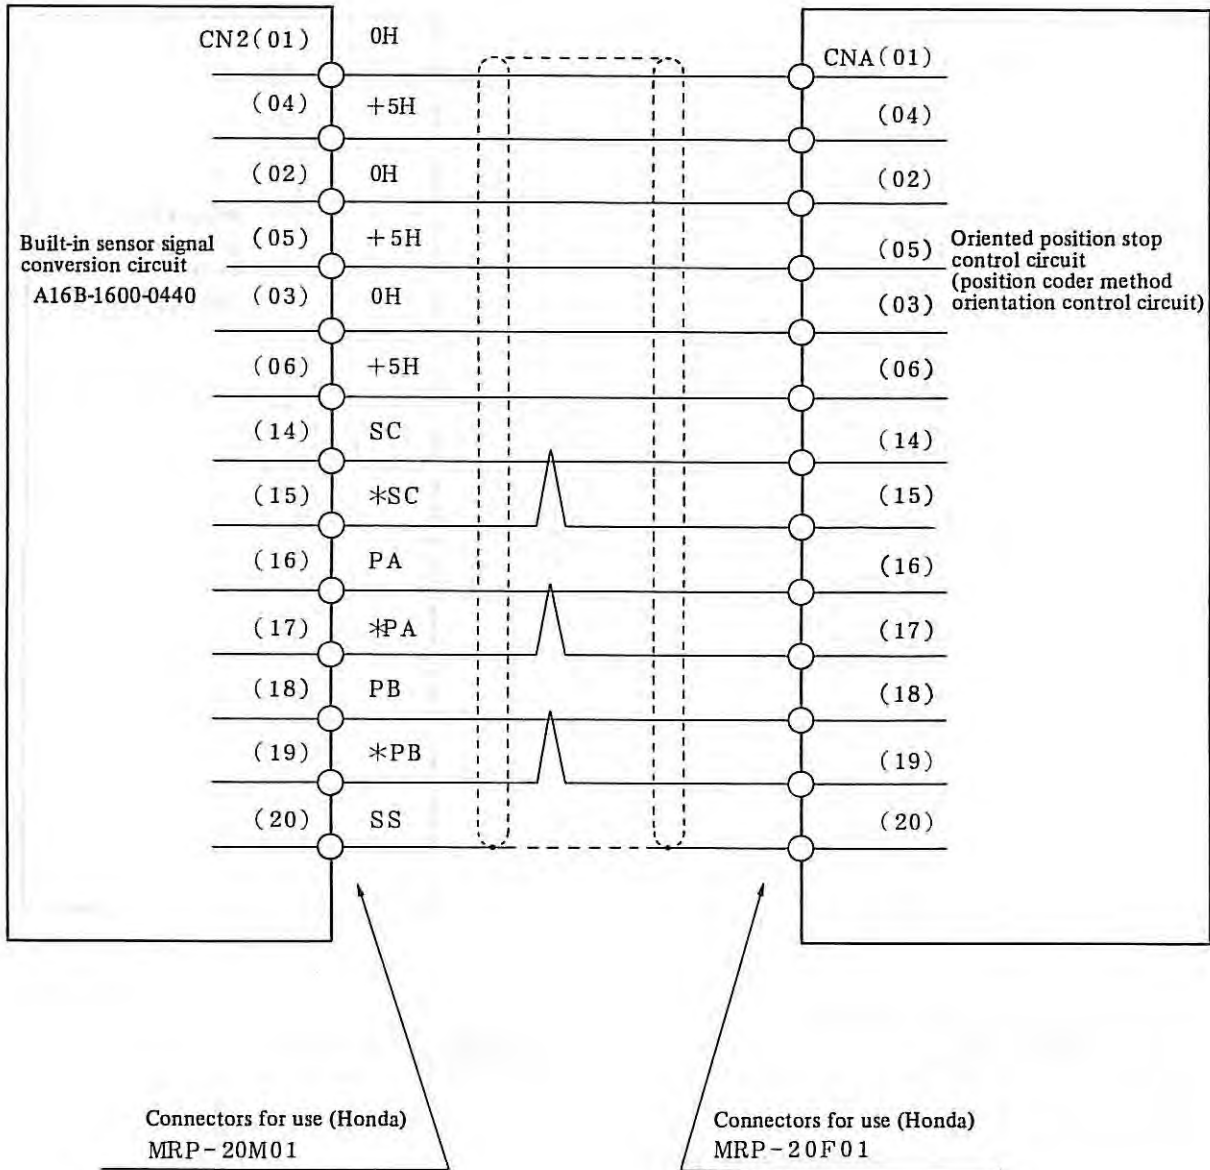 CN2(01) 0H CNA(01)
(04) +5H (04)
(02) 0H (02)
(05) +5H (05)
(03) 0H (03)
(06) +5H (06)
(14) SC (14)
(15) *SC (15)
(16) PA (16)
(17) *PA (17)
(18) PB (18)
(19) *PB (19)
(20) SS (20)
Built-in sensor signal
conversion circuit
A16B-1600-0440
Oriented position stop
control circuit
(position coder method
orientation control circuit)
Connectors for use (Honda)
MRP-20M01
Connectors for use (Honda)
MRP-20F01